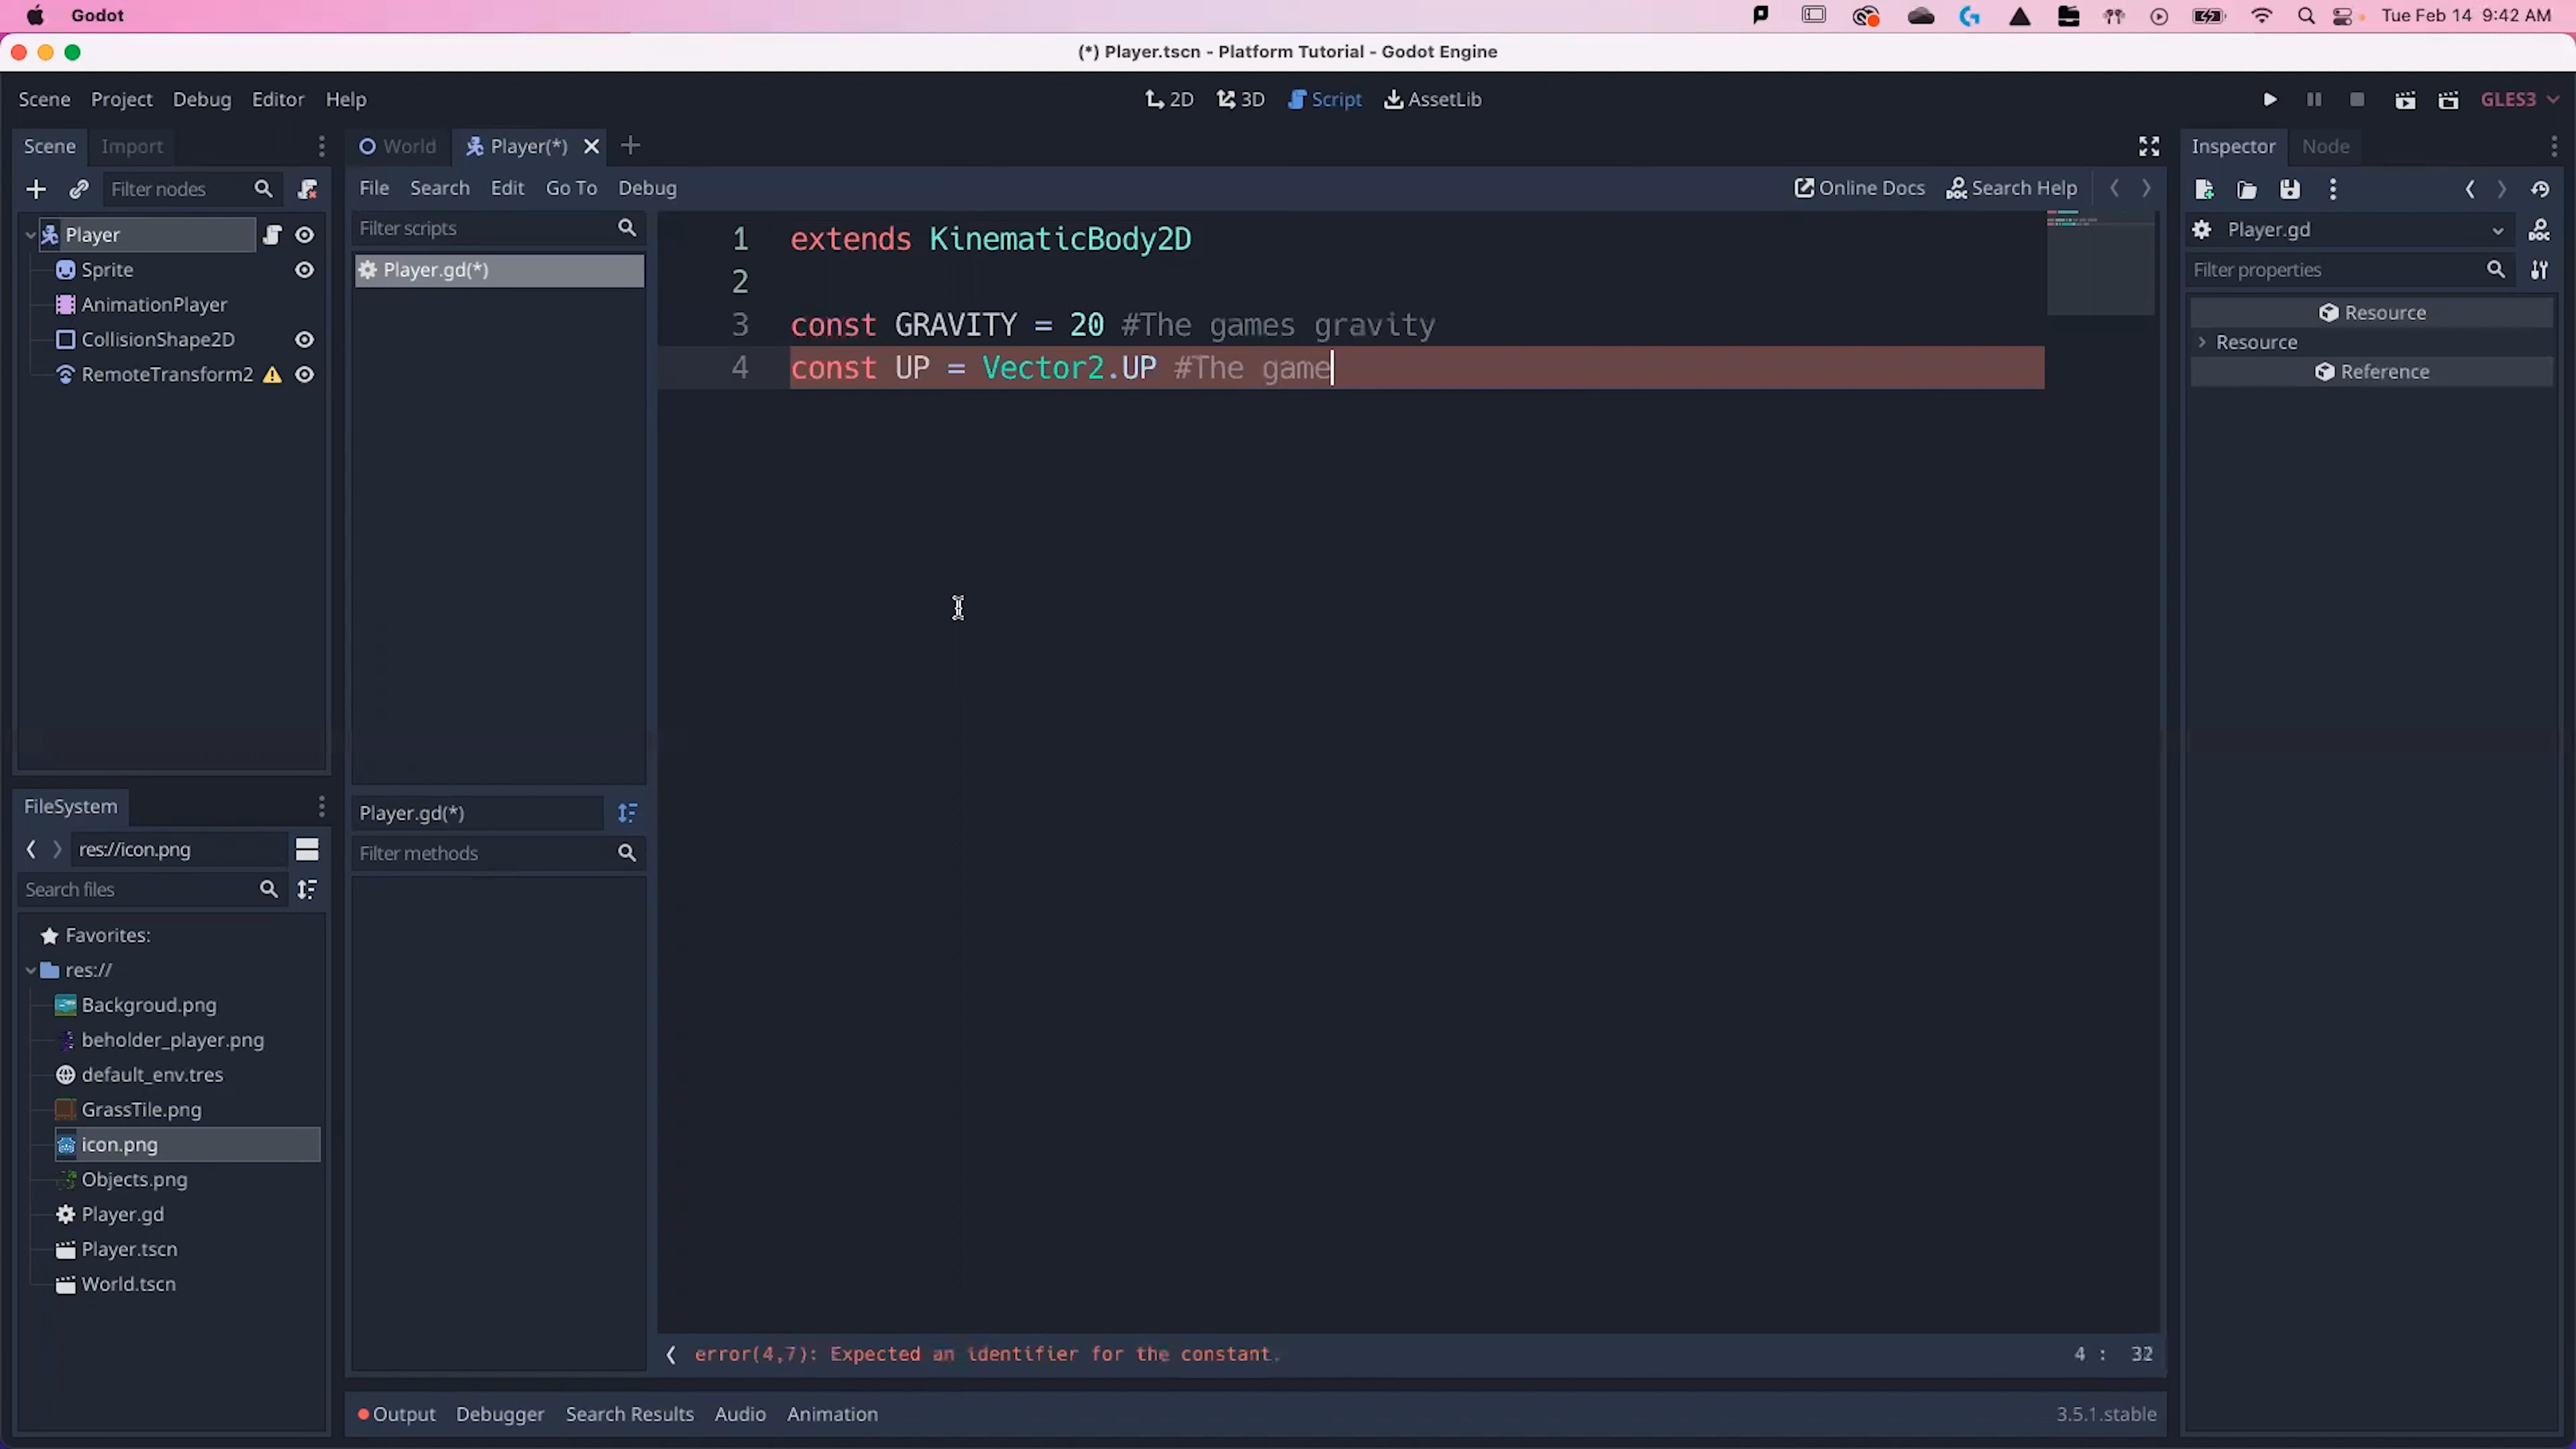 Godot
Tue Feb 14 9:42 AM
(*) Player.tscn - Platform Tutorial - Godot Engine
Scene Project Debug Editor Help
2D 3D Script AssetLib
GLES3
Scene Import
World Player(*)
Inspector Node
Filter nodes
File Search Edit Go To Debug
Online Docs Search Help
Player
Sprite
AnimationPlayer
CollisionShape2D
RemoteTransform2
Filter scripts
Player.gd(*)
1 extends KinematicBody2D
2
3 const GRAVITY = 20 #The games gravity
4 const UP = Vector2.UP #The game
Player.gd
Filter properties
Resource
Resource
Reference
FileSystem
res://icon.png
Search files
Favorites:
res://
Backgroud.png
beholder_player.png
default_env.tres
GrassTile.png
icon.png
Objects.png
Player.gd
Player.tscn
World.tscn
Player.gd(*)
Filter methods
error(4,7): Expected an identifier for the constant.
4 : 32
Output Debugger Search Results Audio Animation
3.5.1.stable